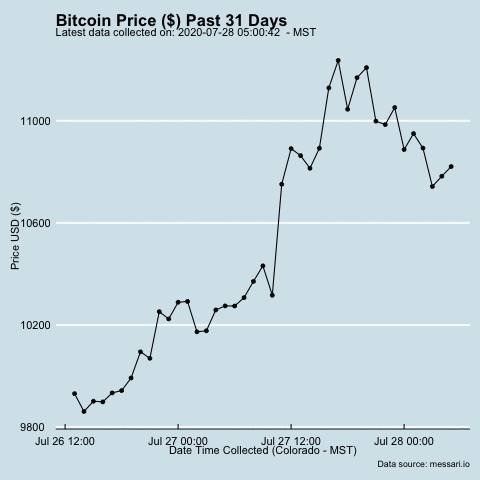 Bitcoin Price ($) Past 31 Days
Latest data collected on: 2020-07-28 05:00:42  - MST
11000
10600
10200
9800
Price USD ($)
Jul 26 12:00 Jul 27 00:00 Jul 27 12:00 Jul 28 00:00
Date Time Collected (Colorado - MST)
Data source: messari.io